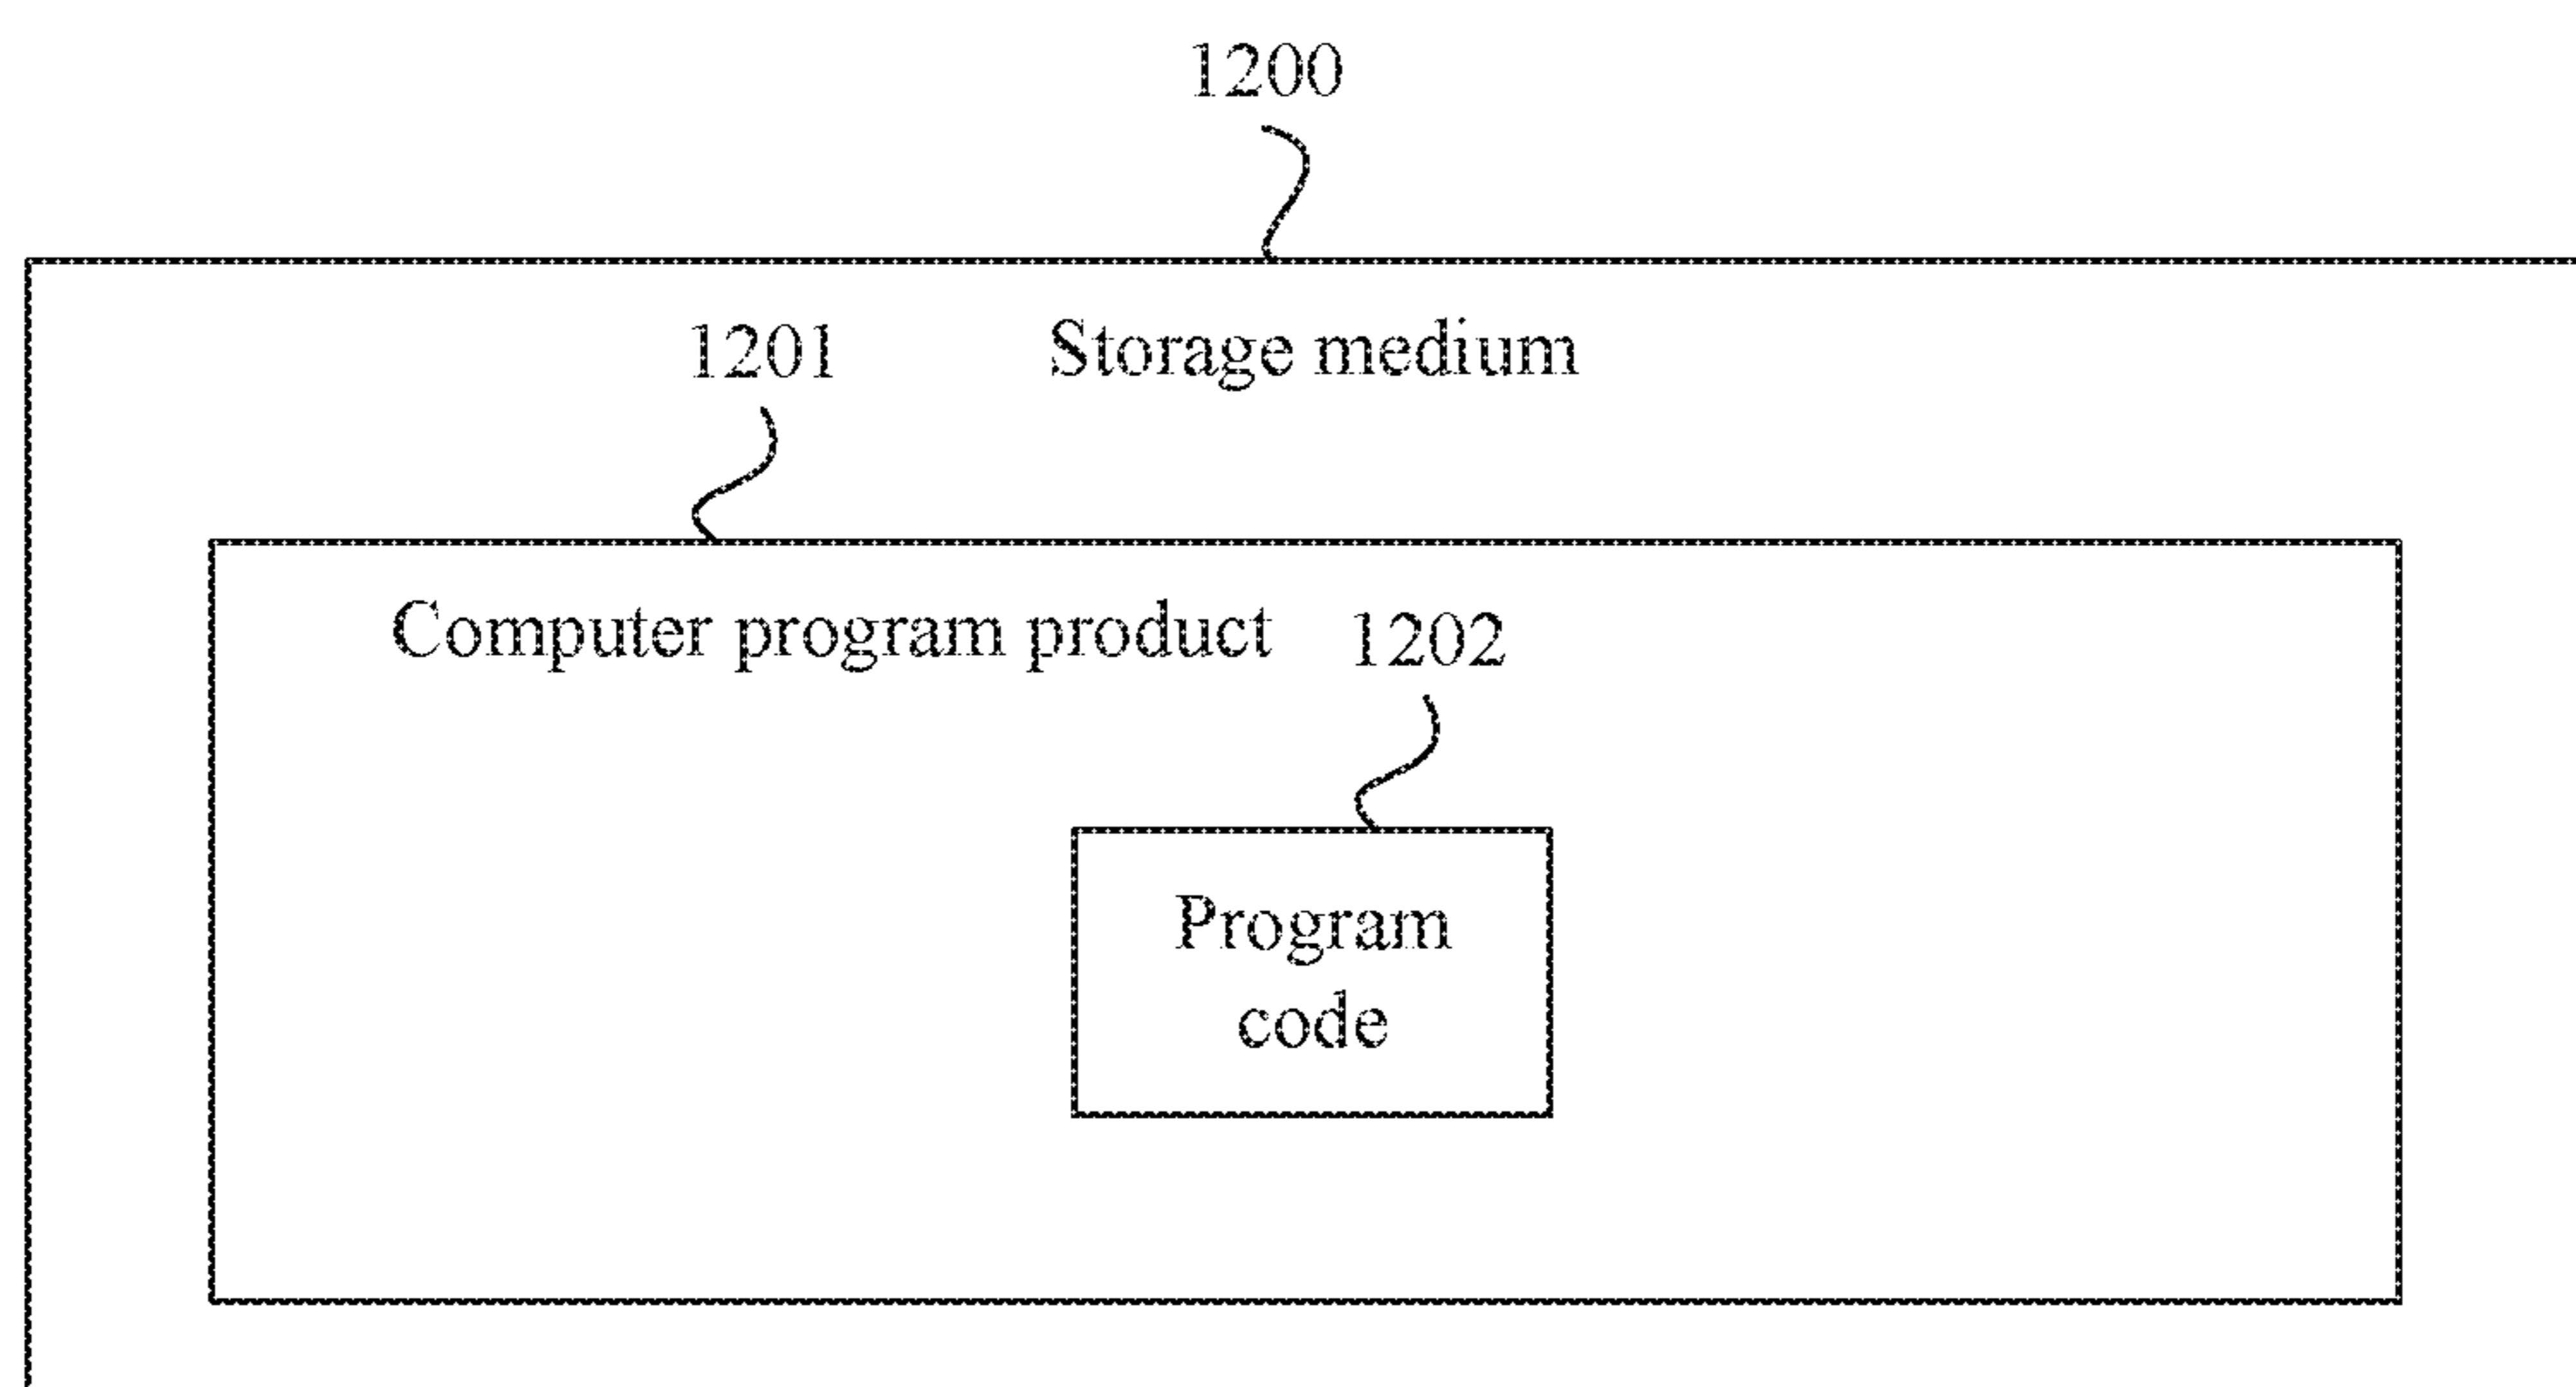 1200
1201 Storage medium
Computer program product 1202
Program
code